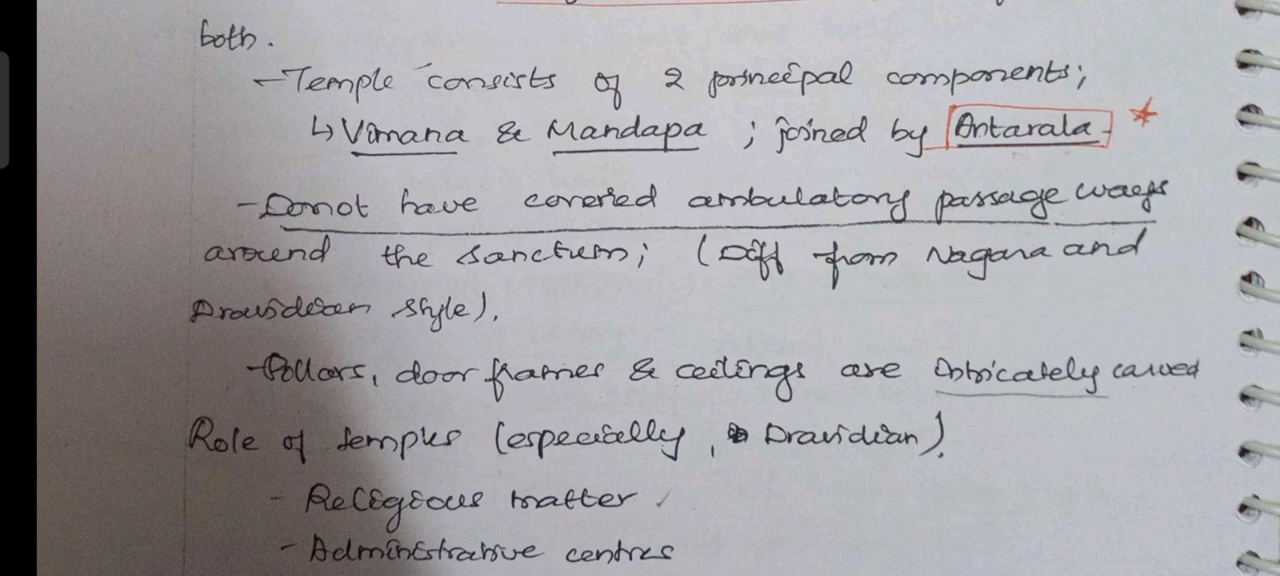 both.
- Temple consists of 2 principal components;
↳ Vimana & Mandapa ; joined by Antarala. *
- Donot have covered ambulatory passage ways
around the sanctum; (Diff from Nagara and
Dravidian style).
- Pillars, door frames & ceilings are Intricately carved
Role of temples (especially, Dravidian).
- Religious matter
- Administrative centres